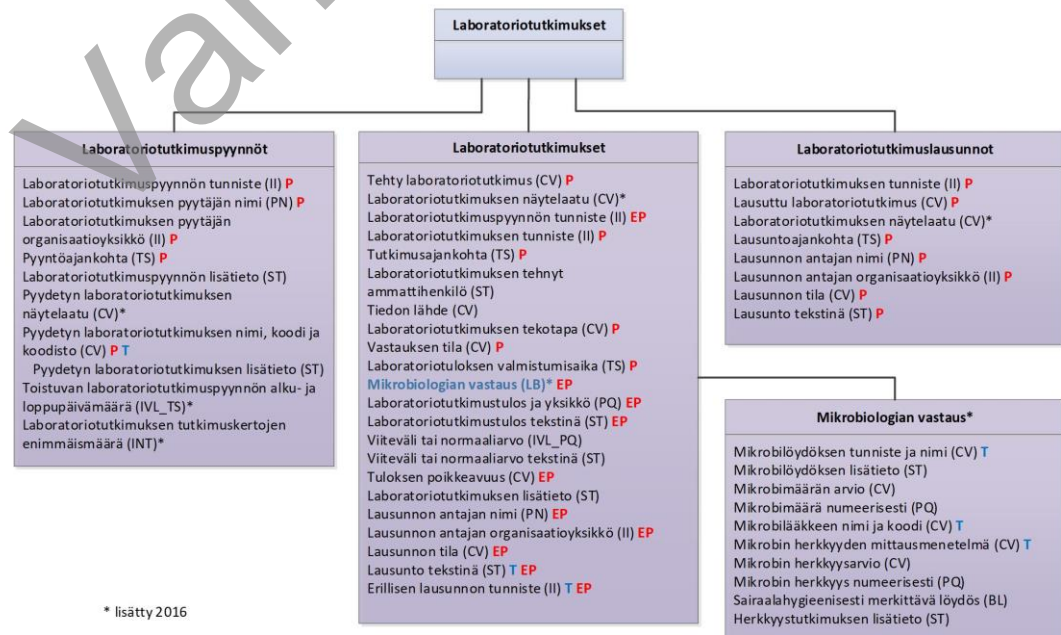 Laboratoriotutkimukset
Laboratoriotutkimuspyynnöt
Laboratoriotutkimuspyynnön tunniste (II) P
Laboratoriotutkimuksen pyytäjän nimi (PN) P
Laboratoriotutkimuksen pyytäjän
organisaatioyksikkö (II) P
Pyyntöajankohta (TS) P
Laboratoriotutkimuspyynnön lisätieto (ST)
Pyydetyn laboratoriotutkimuksen
näytelaatu (CV)*
Pyydetyn laboratoriotutkimuksen nimi, koodi ja
koodisto (CV) P T
Pyydetyn laboratoriotutkimuksen lisätieto (ST)
Toistuvan laboratoriotutkimuspyynnön alku- ja
loppupäivämäärä (IVL_TS)*
Laboratoriotutkimuksen tutkimuskertojen
enimmäismäärä (INT)*
Laboratoriotutkimukset
Tehty laboratoriotutkimus (CV) P
Laboratoriotutkimuksen näytelaatu (CV)*
Laboratoriotutkimuspyynnön tunniste (II) EP
Laboratoriotutkimuksen tunniste (II) P
Tutkimusajankohta (TS) P
Laboratoriotutkimuksen tehnyt
ammattihenkilö (ST)
Tiedon lähde (CV)
Laboratoriotutkimuksen tekotapa (CV) P
Vastauksen tila (CV) P
Laboratoriotuloksen valmistumisaika (TS) P
Mikrobiologian vastaus (LB)* EP
Laboratoriotutkimustulos ja yksikkö (PQ) EP
Laboratoriotutkimustulos tekstinä (ST) EP
Viiteväli tai normaaliarvo (IVL_PQ)
Viiteväli tai normaaliarvo tekstinä (ST)
Tuloksen poikkeavuus (CV) EP
Laboratoriotutkimuksen lisätieto (ST)
Lausunnon antajan nimi (PN) EP
Lausunnon antajan organisaatioyksikkö (II) EP
Lausunnon tila (CV) EP
Lausunto tekstinä (ST) T EP
Erillisen lausunnon tunniste (II) T EP
Laboratoriotutkimuslausunnot
Laboratoriotutkimuksen tunniste (II) P
Lausuttu laboratoriotutkimus (CV) P
Laboratoriotutkimuksen näytelaatu (CV)*
Lausuntoajankohta (TS) P
Lausunnon antajan nimi (PN) P
Lausunnon antajan organisaatioyksikkö (II) P
Lausunnon tila (CV) P
Lausunto tekstinä (ST) P
Mikrobiologian vastaus*
Mikrobilöydöksen tunniste ja nimi (CV) T
Mikrobilöydöksen lisätieto (ST)
Mikrobimäärän arvio (CV)
Mikrobimäärä numeerisesti (PQ)
Mikrobilääkkeen nimi ja koodi (CV) T
Mikrobin herkkyyden mittausmenetelmä (CV) T
Mikrobin herkkyysarvio (CV)
Mikrobin herkkyys numeerisesti (PQ)
Sairaalahygieenisesti merkittävä löydös (BL)
Herkkyystutkimuksen lisätieto (ST)
* lisätty 2016